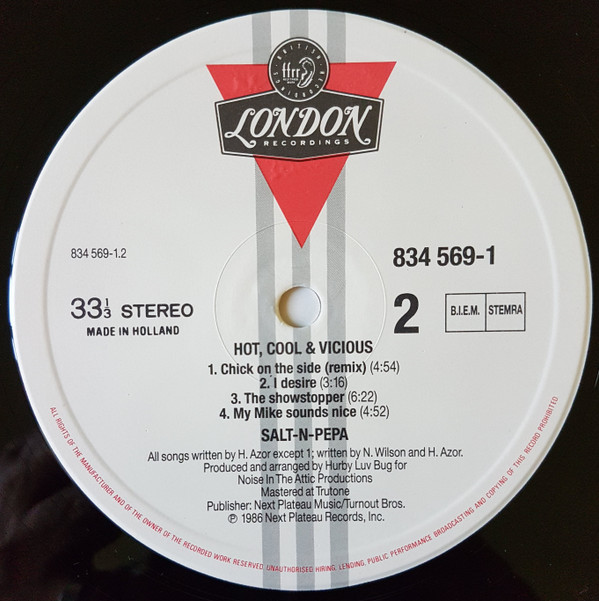 BRITISH RECORDINGS
ffrr
LONDON
RECORDINGS
834 569-1.2
834 569-1
33⅓ STEREO
MADE IN HOLLAND
2
B.I.E.M. STEMRA
HOT, COOL & VICIOUS
1. Chick on the side (remix) (4:54)
2. I desire (3:16)
3. The showstopper (6:22)
4. My Mike sounds nice (4:52)
SALT-N-PEPA
All songs written by H. Azor except 1; written by N. Wilson and H. Azor.
Produced and arranged by Hurby Luv Bug for
Noise In The Attic Productions
Mastered at Trutone
Publisher: Next Plateau Music/Turnout Bros.
℗ 1986 Next Plateau Records, Inc.
ALL RIGHTS OF THE MANUFACTURER AND OF THE OWNER OF THE RECORDED WORK RESERVED. UNAUTHORISED HIRING, LENDING, PUBLIC PERFORMANCE BROADCASTING AND COPYING OF THIS RECORD PROHIBITED